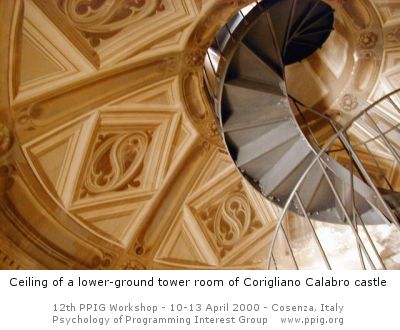 Ceiling of a lower-ground tower room of Corigliano Calabro castle
12th PPIG Workshop - 10-13 April 2000 - Cosenza, Italy
Psychology of Programming Interest Group www.ppig.org